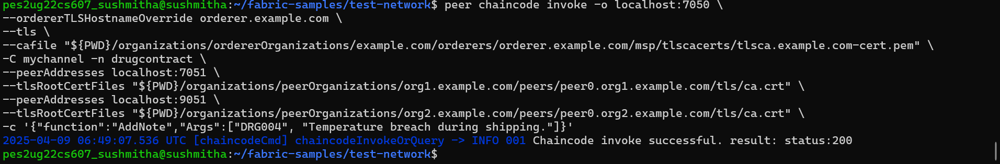 pes2ug22cs607_sushmitha@sushmitha:~/fabric-samples/test-network$ peer chaincode invoke -o localhost:7050 \
--ordererTLSHostnameOverride orderer.example.com \
--tls \
--cafile "${PWD}/organizations/ordererOrganizations/example.com/orderers/orderer.example.com/msp/tlscacerts/tlsca.example.com-cert.pem" \
-C mychannel -n drugcontract \
--peerAddresses localhost:7051 \
--tlsRootCertFiles "${PWD}/organizations/peerOrganizations/org1.example.com/peers/peer0.org1.example.com/tls/ca.crt" \
--peerAddresses localhost:9051 \
--tlsRootCertFiles "${PWD}/organizations/peerOrganizations/org2.example.com/peers/peer0.org2.example.com/tls/ca.crt" \
-c '{"function":"AddNote","Args":["DRG004", "Temperature breach during shipping."]}'
2025-04-09 06:49:07.536 UTC [chaincodeCmd] chaincodeInvokeOrQuery -> INFO 001 Chaincode invoke successful. result: status:200
pes2ug22cs607_sushmitha@sushmitha:~/fabric-samples/test-network$